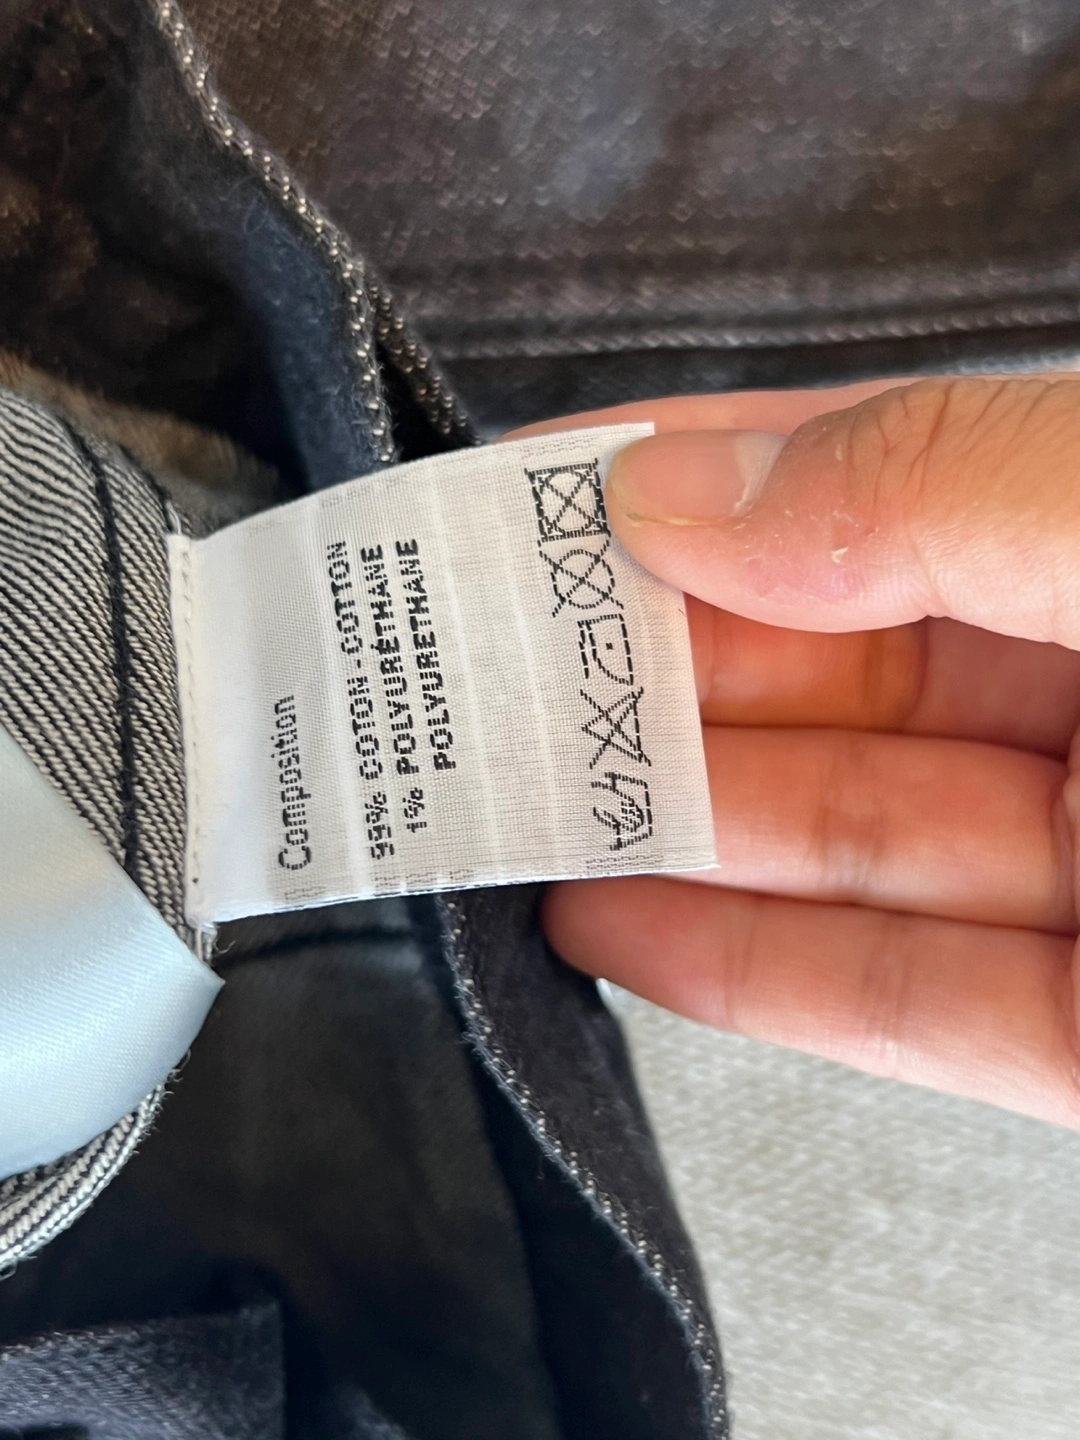 Composition
99% COTON - COTTON
1% POLYURÉTHANE
POLYURETHANE